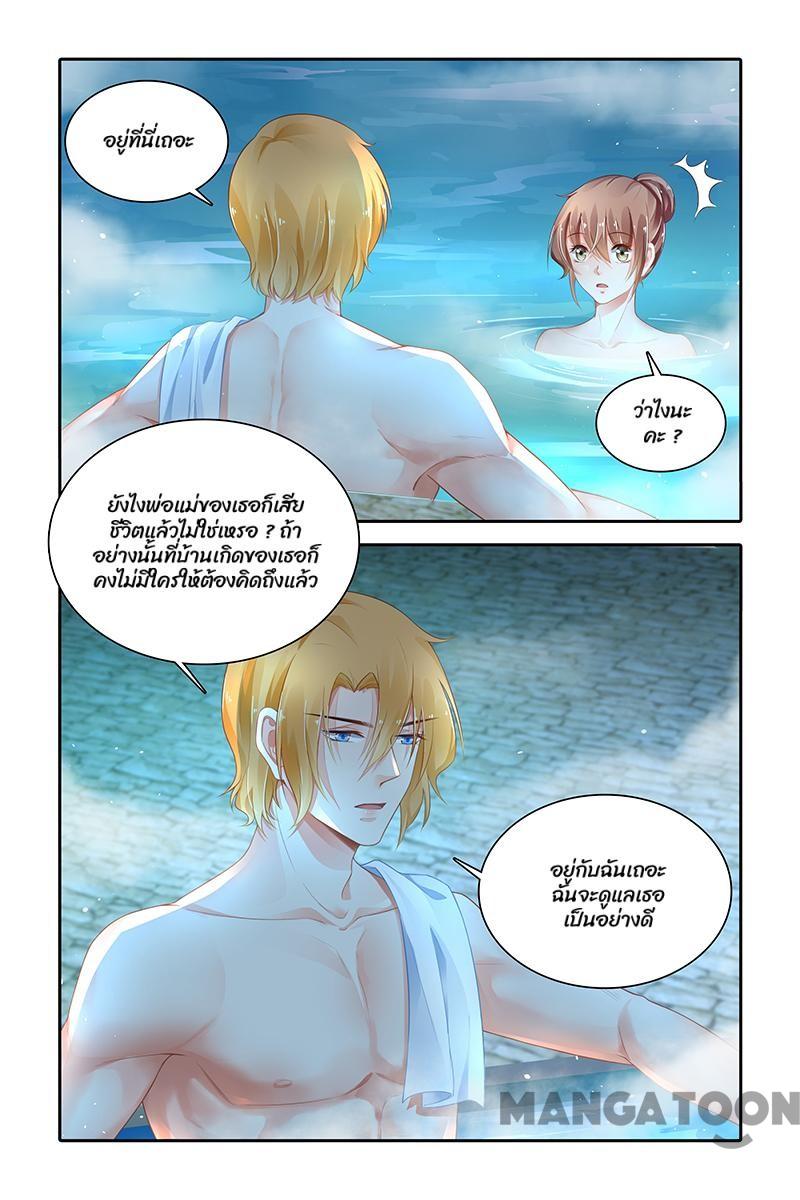 อยู่ที่นี่เถอะ
ว่าไงนะ
คะ ?
ยังไงพ่อแม่ของเธอก็เสีย
ชีวิตแล้วไม่ใช่เหรอ ? ถ้า
อย่างนั้นที่บ้านเกิดของเธอก็
คงไม่มีใครให้ต้องคิดถึงแล้ว
อยู่กับฉันเถอะ
ฉันจะดูแลเธอ
เป็นอย่างดี
MANGATOON